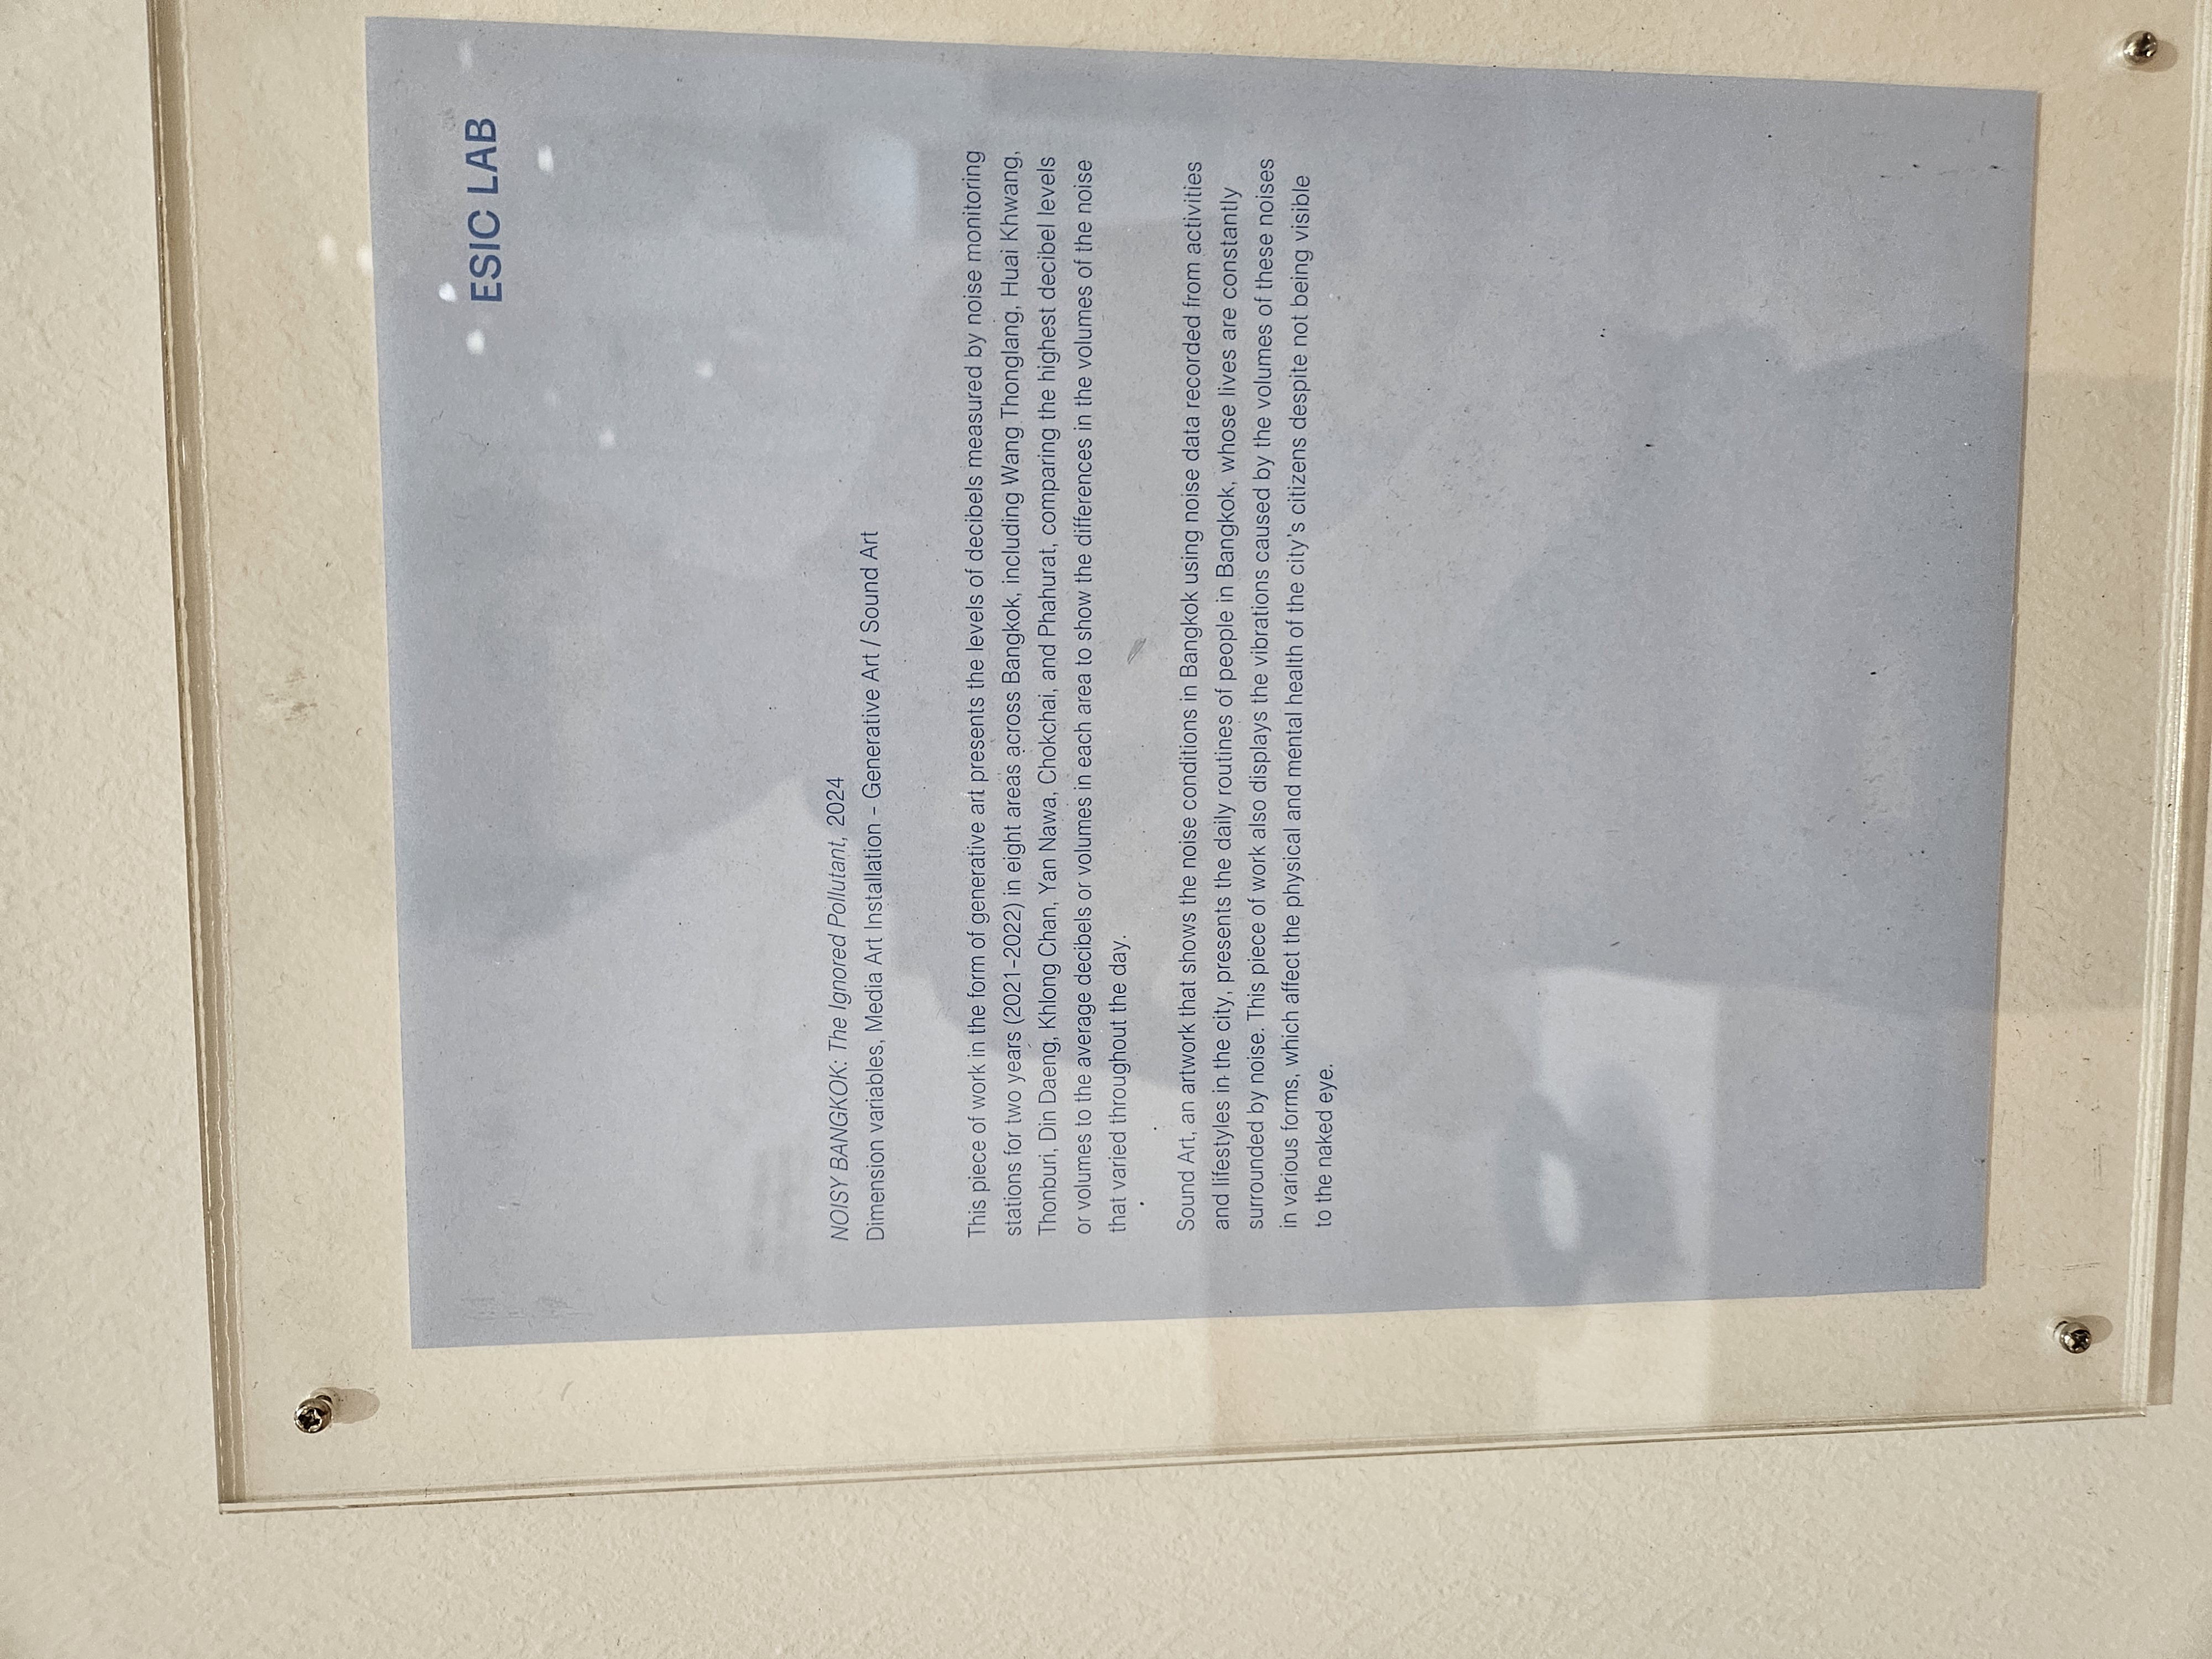 ESIC LAB
NOISY BANGKOK: The Ignored Pollutant, 2024
Dimension variables, Media Art Installation – Generative Art / Sound Art
This piece of work in the form of generative art presents the levels of decibels measured by noise monitoring
stations for two years (2021–2022) in eight areas across Bangkok, including Wang Thonglang, Huai Khwang,
Thonburi, Din Daeng, Khlong Chan, Yan Nawa, Chokchai, and Phahurat, comparing the highest decibel levels
or volumes to the average decibels or volumes in each area to show the differences in the volumes of the noise
that varied throughout the day.
Sound Art, an artwork that shows the noise conditions in Bangkok using noise data recorded from activities
and lifestyles in the city, presents the daily routines of people in Bangkok, whose lives are constantly
surrounded by noise. This piece of work also displays the vibrations caused by the volumes of these noises
in various forms, which affect the physical and mental health of the city's citizens despite not being visible
to the naked eye.